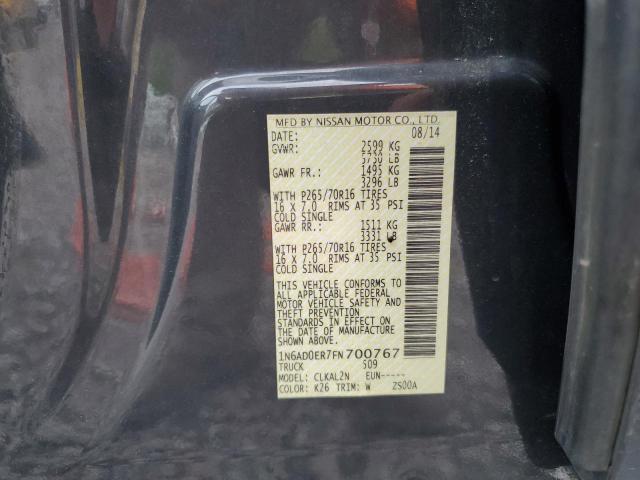 MFD BY NISSAN MOTOR CO., LTD.
DATE: 08/14
GVWR: 2599 KG
5730 LB
GAWR FR.: 1495 KG
3296 LB
WITH P265/70R16 TIRES
16 X 7.0 RIMS AT 35 PSI
COLD SINGLE
GAWR RR.: 1511 KG
3331 LB
WITH P265/70R16 TIRES
16 X 7.0 RIMS AT 35 PSI
COLD SINGLE
THIS VEHICLE CONFORMS TO
ALL APPLICABLE FEDERAL
MOTOR VEHICLE SAFETY AND
THEFT PREVENTION
STANDARDS IN EFFECT ON
THE DATE OF MANUFACTURE
SHOWN ABOVE.
1N6AD0ER7FN700767
TRUCK S09
MODEL: CLKAL2N EUN-----
COLOR: K26 TRIM: W ZS00A